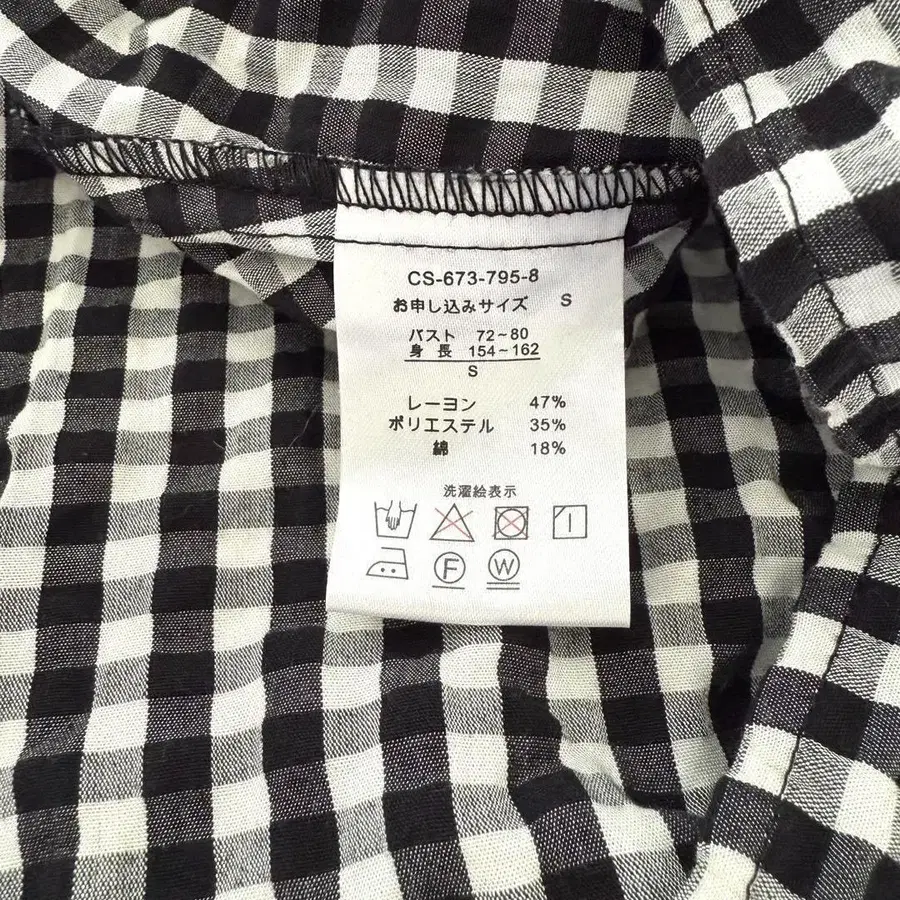 CS-673-795-8
お申し込みサイズ S
バスト 72~80
身長 154~162
S
レーヨン 47%
ポリエステル 35%
綿 18%
洗濯絵表示
F W